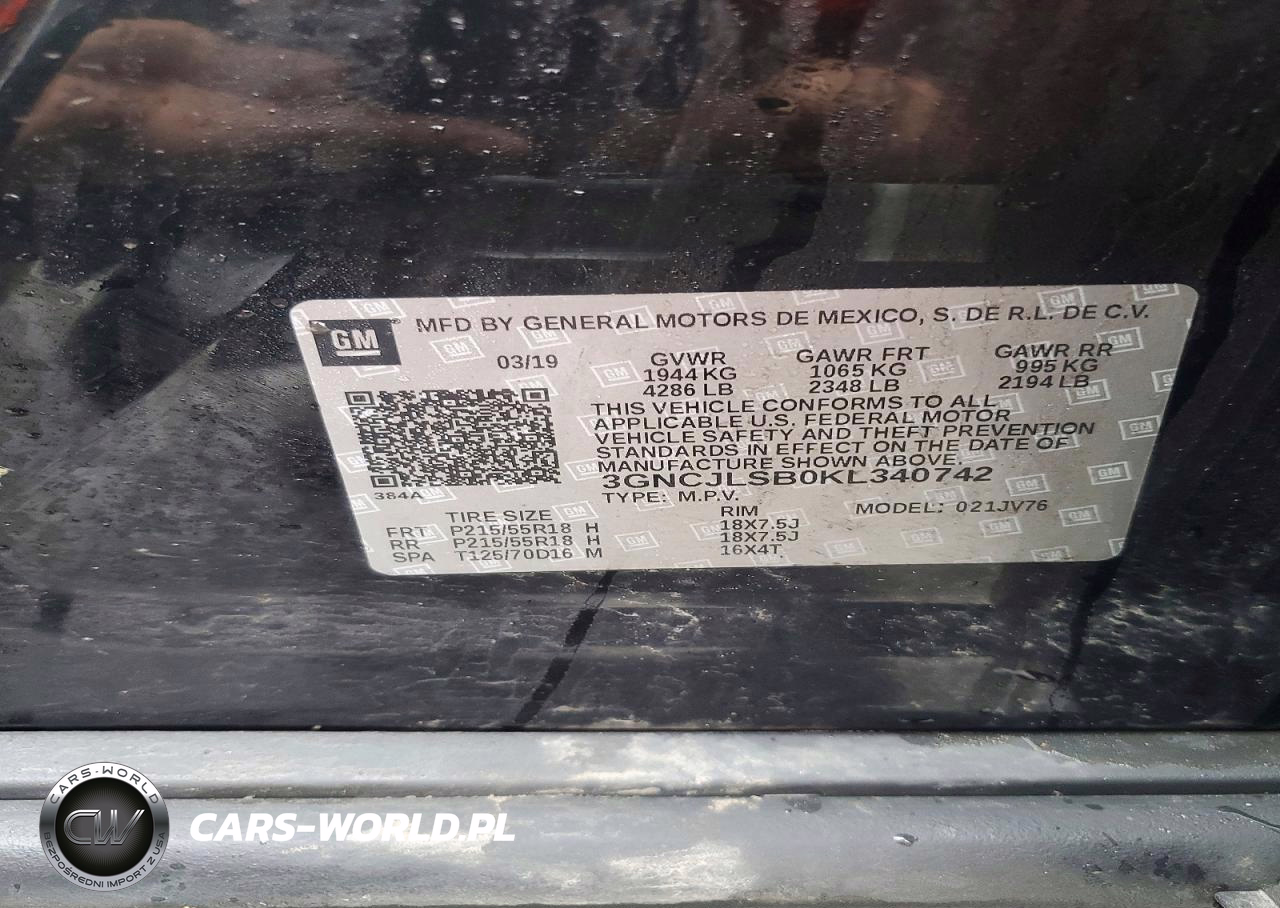 GM
MFD BY GENERAL MOTORS DE MEXICO, S. DE R.L. DE C.V.
03/19 GVWR GAWR FRT GAWR RR
1944 KG 1065 KG 995 KG
4286 LB 2348 LB 2194 LB
THIS VEHICLE CONFORMS TO ALL
APPLICABLE U.S. FEDERAL MOTOR
VEHICLE SAFETY AND THEFT PREVENTION
STANDARDS IN EFFECT ON THE DATE OF
MANUFACTURE SHOWN ABOVE
3GNCJLSB0KL340742
384A
TYPE: M.P.V. MODEL: 021JV76
TIRE SIZE RIM
FRT P215/55R18 H 18X7.5J
RR P215/55R18 H 18X7.5J
SPA T125/70D16 M 16X4T
CARS-WORLD
CW
BEZPOŚREDNI IMPORT Z USA
CARS-WORLD.PL